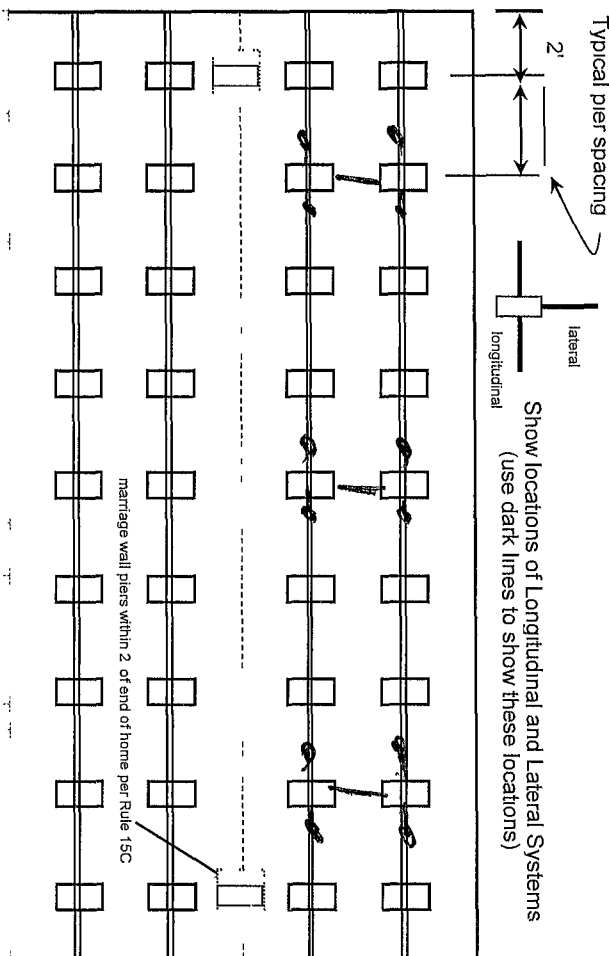 Typical pier spacing
2'
lateral
longitudinal
Show locations of Longitudinal and Lateral Systems
(use dark lines to show these locations)
marriage wall piers within 2 of end of home per Rule 15C